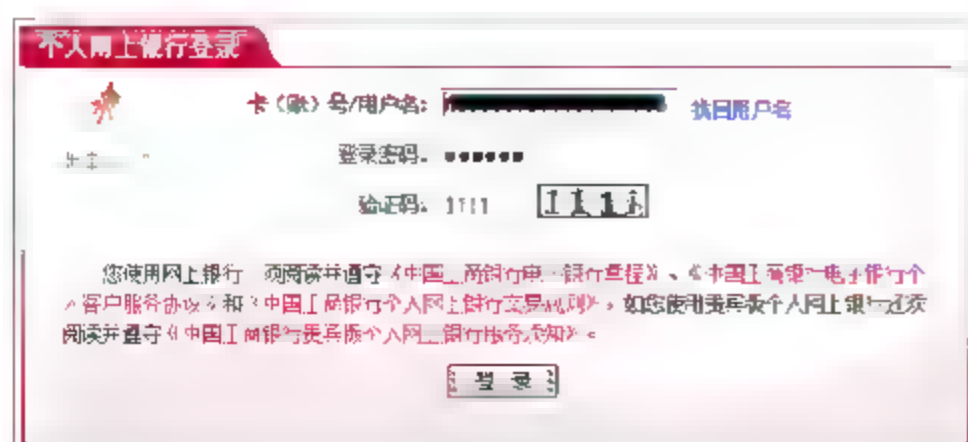 个人网上银行登录
卡（账）号/用户名： 找回用户名
登录密码： ••••••
验证码： 1111 1111
您使用网上银行 须阅读并遵守《中国工商银行电子银行章程》、《中国工商银行电子银行个
人客户服务协议》和《中国工商银行个人网上银行交易规则》，如您使用贵宾版个人网上银行还须
阅读并遵守《中国工商银行贵宾版个人网上银行服务须知》。
登 录